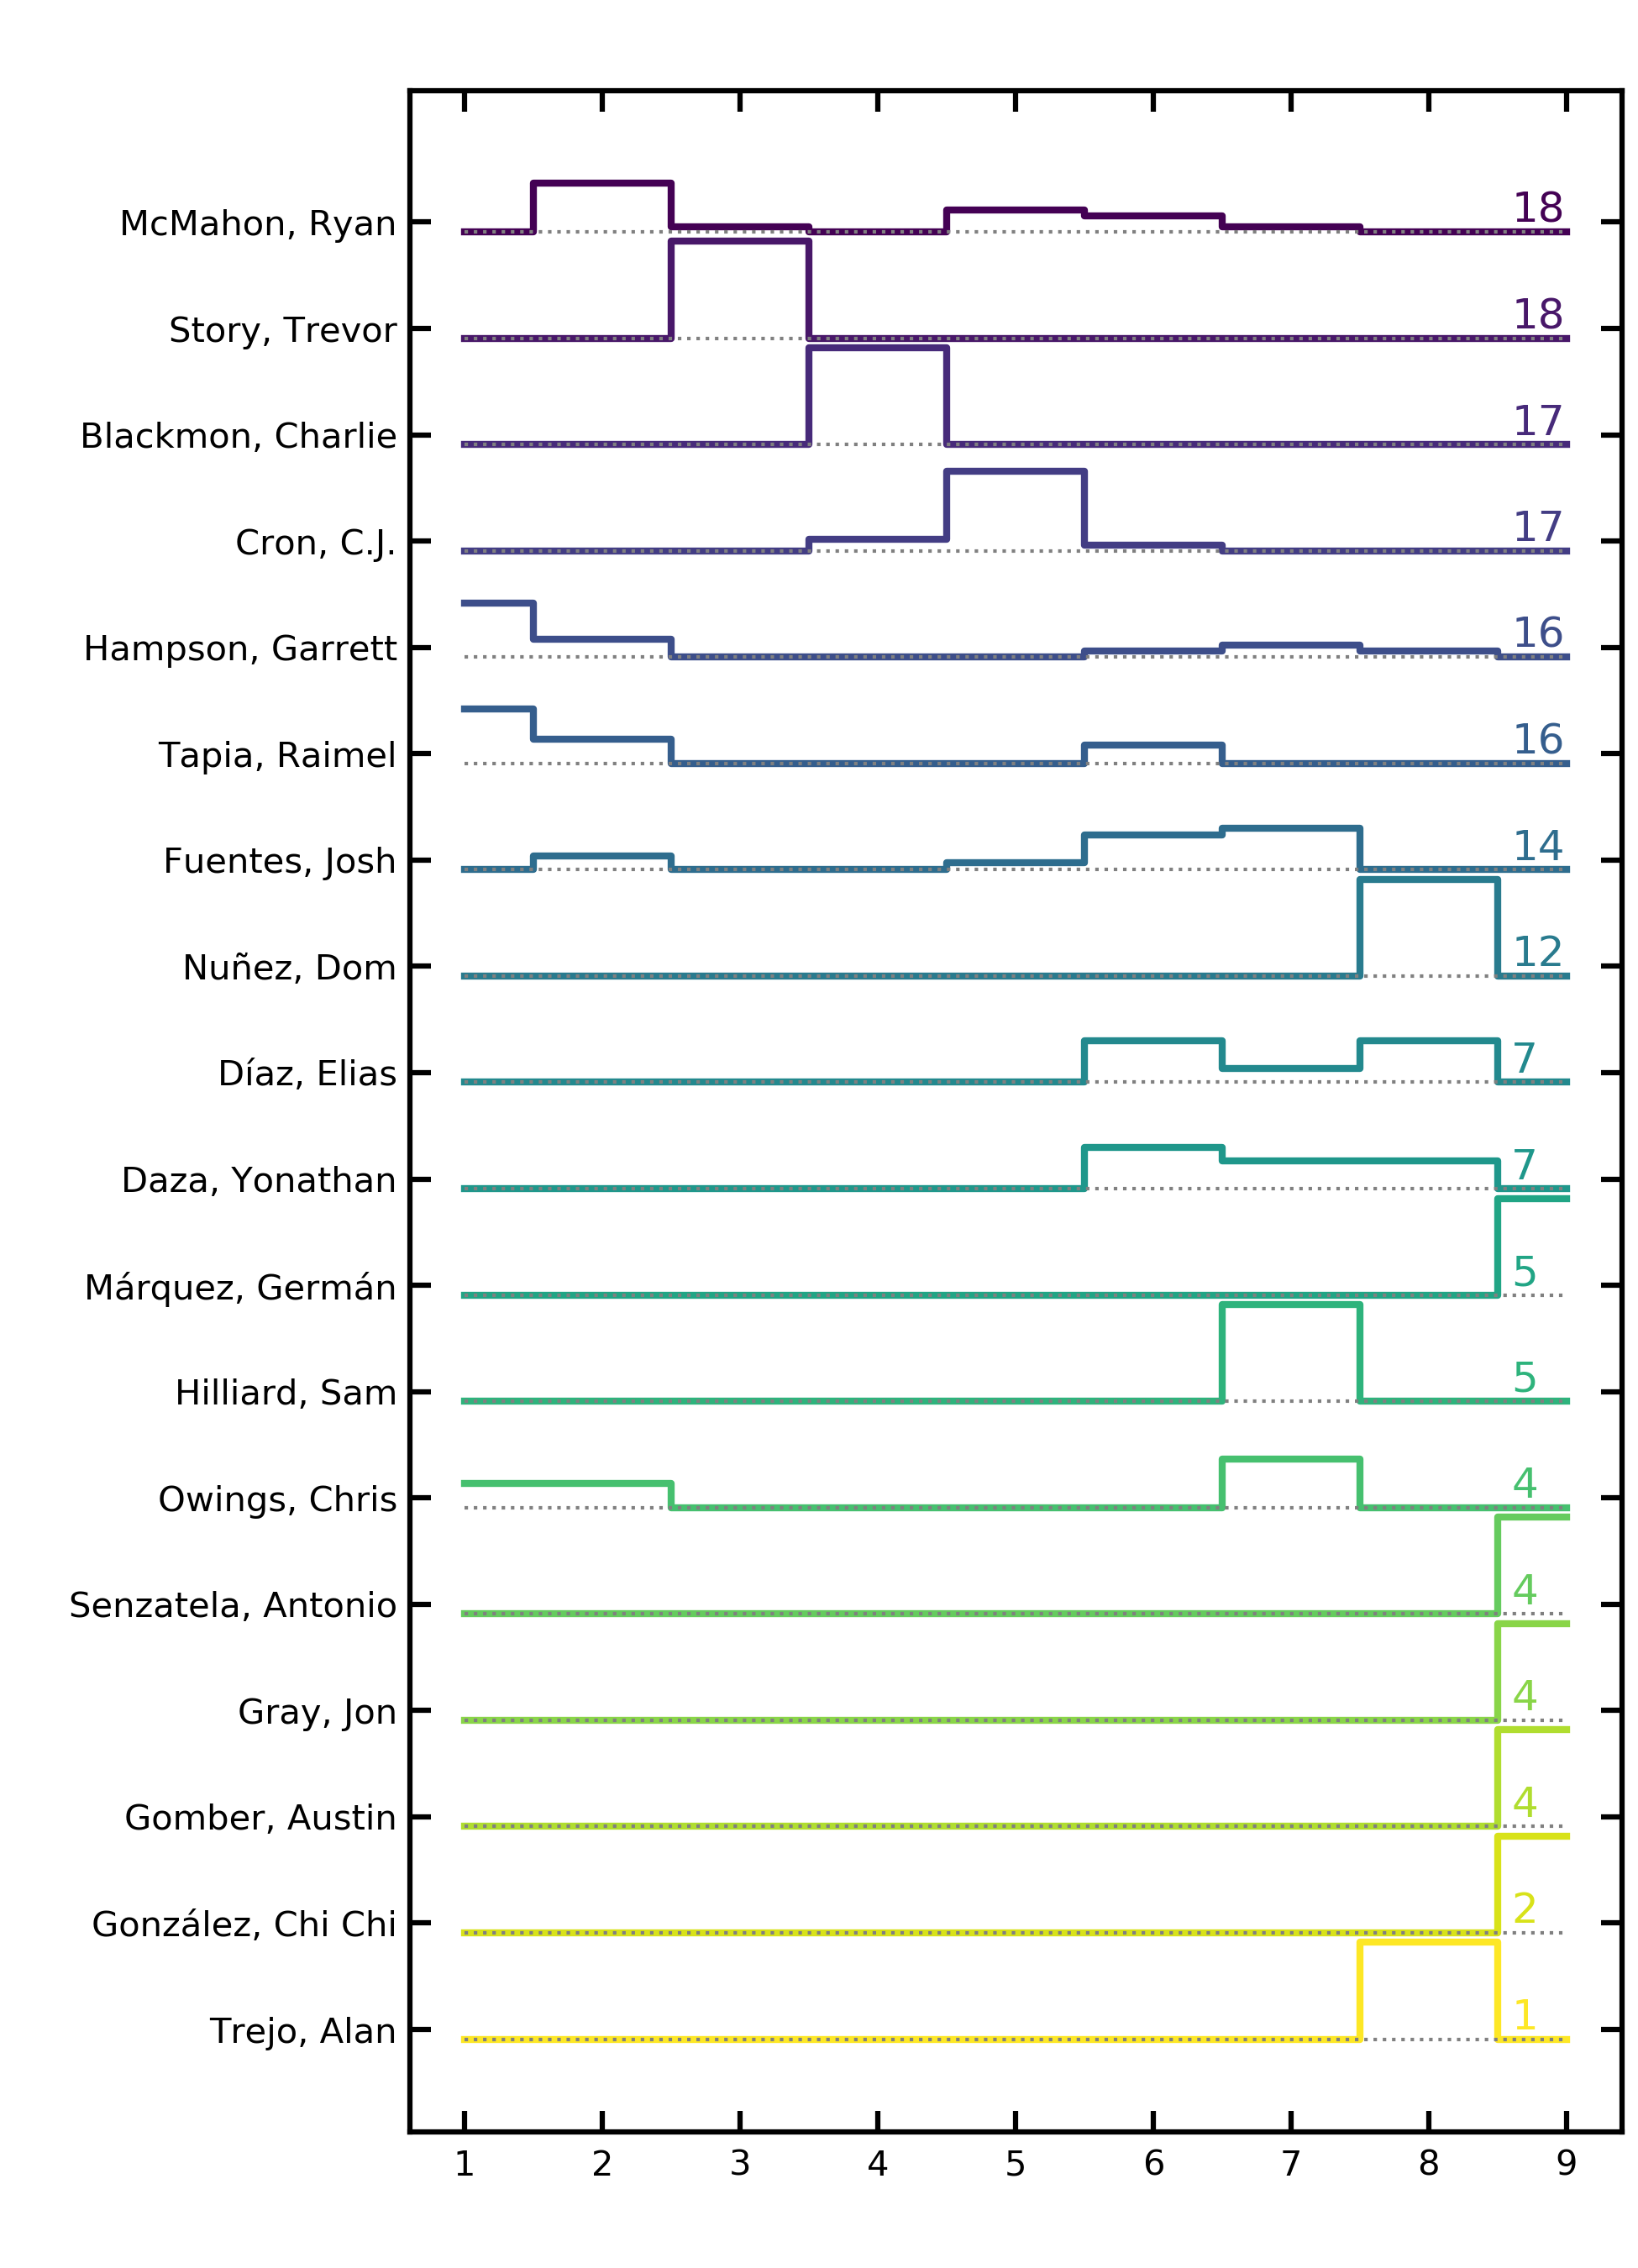 McMahon, Ryan 18
Story, Trevor 18
Blackmon, Charlie 17
Cron, C.J. 17
Hampson, Garrett 16
Tapia, Raimel 16
Fuentes, Josh 14
Nuñez, Dom 12
Díaz, Elias 7
Daza, Yonathan 7
Márquez, Germán 5
Hilliard, Sam 5
Owings, Chris 4
Senzatela, Antonio 4
Gray, Jon 4
Gomber, Austin 4
González, Chi Chi 2
Trejo, Alan 1
1 2 3 4 5 6 7 8 9